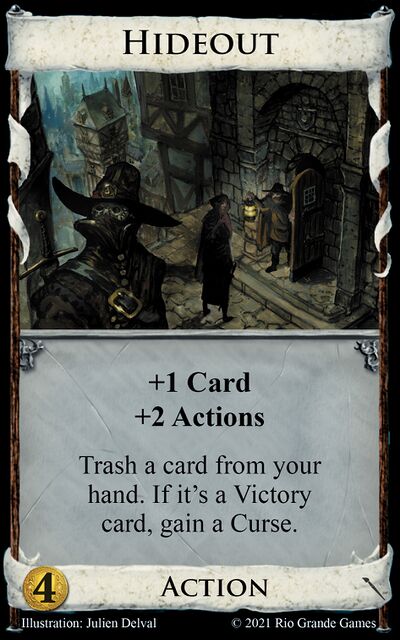 HIDEOUT
+1 Card
+2 Actions
Trash a card from your
hand. If it's a Victory
card, gain a Curse.
4
ACTION
Illustration: Julien Delval
© 2021 Rio Grande Games